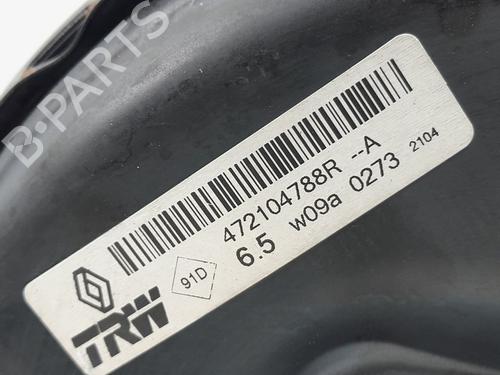 B-PARTS
472104788R --A
91D
6.5 w09a 0273 2104
TRW